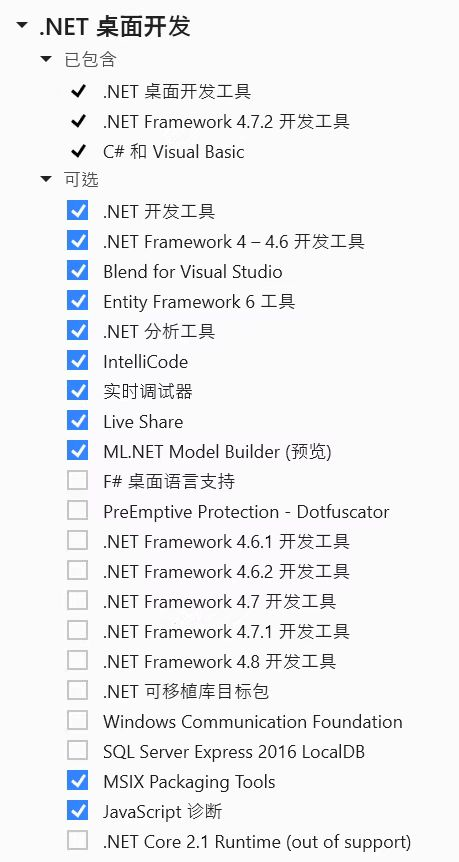 .NET 桌面开发
已包含
.NET 桌面开发工具
.NET Framework 4.7.2 开发工具
C# 和 Visual Basic
可选
.NET 开发工具
.NET Framework 4 – 4.6 开发工具
Blend for Visual Studio
Entity Framework 6 工具
.NET 分析工具
IntelliCode
实时调试器
Live Share
ML.NET Model Builder (预览)
F# 桌面语言支持
PreEmptive Protection - Dotfuscator
.NET Framework 4.6.1 开发工具
.NET Framework 4.6.2 开发工具
.NET Framework 4.7 开发工具
.NET Framework 4.7.1 开发工具
.NET Framework 4.8 开发工具
.NET 可移植库目标包
Windows Communication Foundation
SQL Server Express 2016 LocalDB
MSIX Packaging Tools
JavaScript 诊断
.NET Core 2.1 Runtime (out of support)